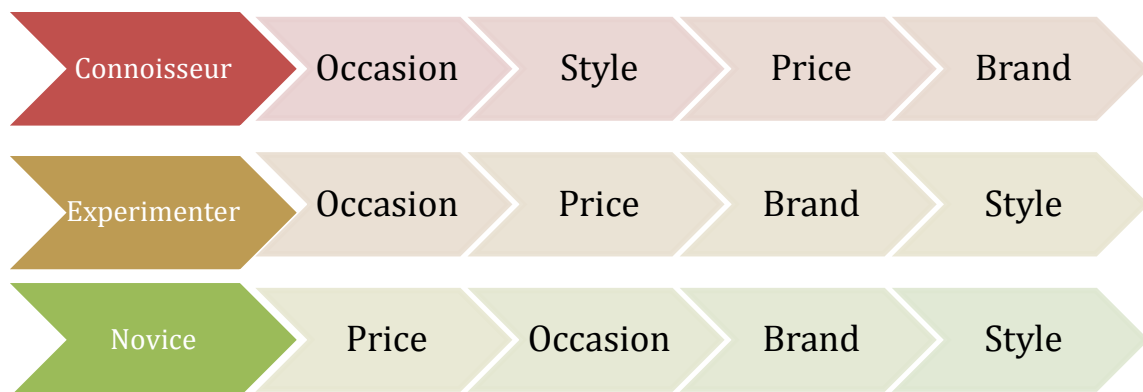 Connoisseur Occasion Style Price Brand
Experimenter Occasion Price Brand Style
Novice Price Occasion Brand Style